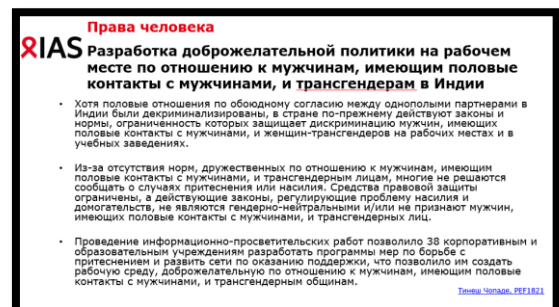 Права человека
IAS
Разработка доброжелательной политики на рабочем
месте по отношению к мужчинам, имеющим половые
контакты с мужчинами, и трансгендерам в Индии
• Хотя половые отношения по обоюдному согласию между однополыми партнерами в
Индии были декриминализированы, в стране по-прежнему действуют законы и
нормы, ограниченность которых защищает дискриминацию мужчин, имеющих
половые контакты с мужчинами, и женщин-трансгендеров на рабочих местах и в
учебных заведениях.
• Из-за отсутствия норм, дружественных по отношению к мужчинам, имеющим
половые контакты с мужчинами, и трансгендерным лицам, многие не решаются
сообщать о случаях притеснения или насилия. Средства правовой защиты
ограничены, а действующие законы, регулирующие проблему насилия и
домогательств, не являются гендерно-нейтральными и/или не признают мужчин,
имеющих половые контакты с мужчинами, и трансгендерных лиц.
• Проведение информационно-просветительских работ позволило 38 корпоративным и
образовательным учреждениям разработать программы мер по борьбе с
притеснением и развить сети по оказанию поддержки, что позволило им создать
рабочую среду, доброжелательную по отношению к мужчинам, имеющим половые
контакты с мужчинами, и трансгендерным общинам.
Тинеш Чопаде, PEF1821